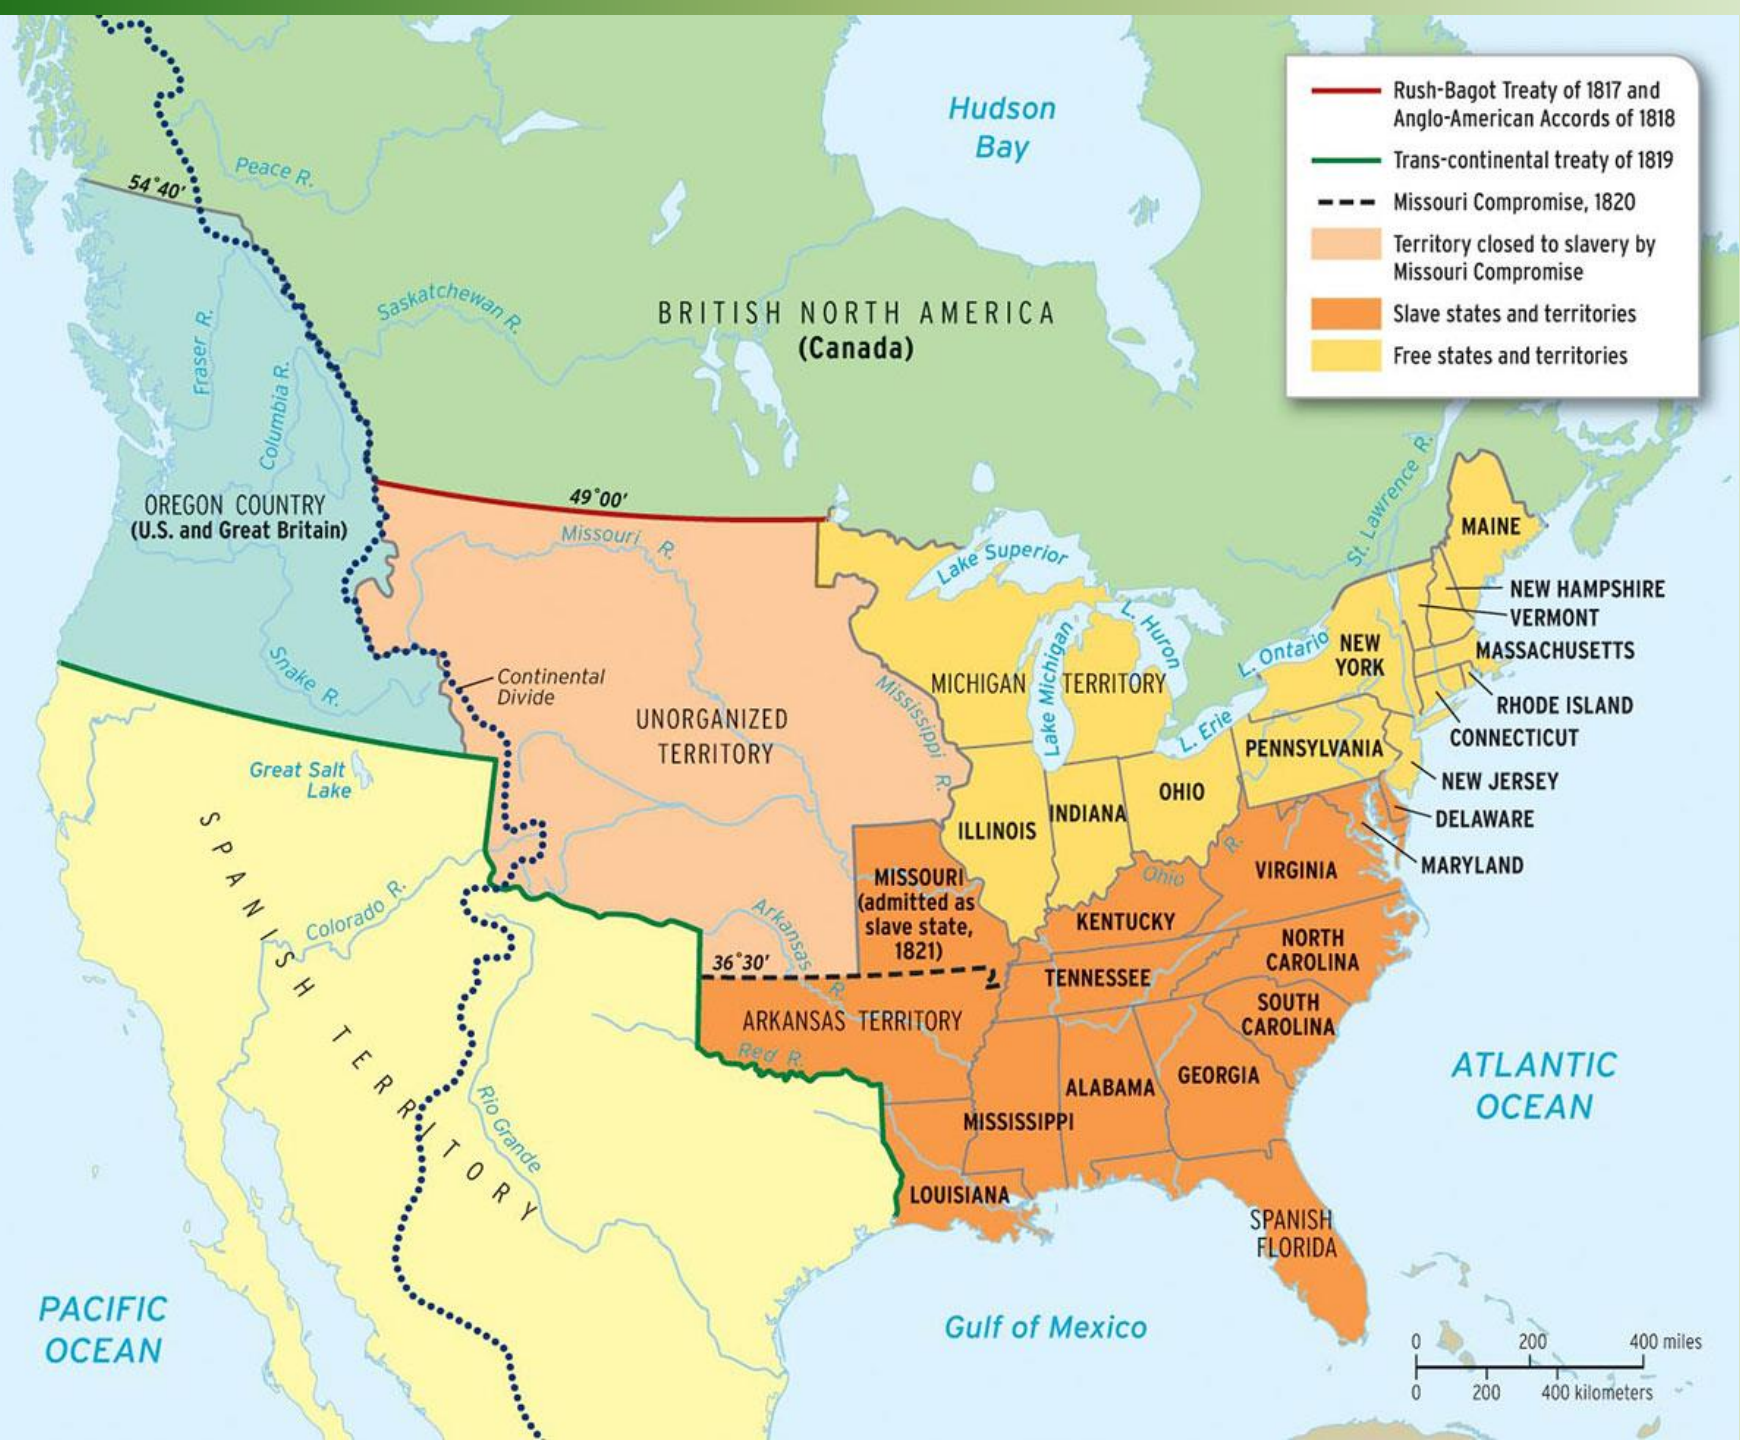 Hudson
Bay
Rush-Bagot Treaty of 1817 and
Anglo-American Accords of 1818
Trans-continental treaty of 1819
Missouri Compromise, 1820
Territory closed to slavery by
Missouri Compromise
Slave states and territories
Free states and territories
Peace R.
54°40'
Saskatchewan R.
BRITISH NORTH AMERICA
(Canada)
Fraser R.
Columbia R.
OREGON COUNTRY
(U.S. and Great Britain)
49°00'
Missouri R.
Lake Superior
St. Lawrence R.
MAINE
NEW HAMPSHIRE
VERMONT
MASSACHUSETTS
RHODE ISLAND
CONNECTICUT
NEW JERSEY
DELAWARE
MARYLAND
L. Huron
L. Ontario
NEW
YORK
Snake R.
Continental
Divide
MICHIGAN TERRITORY
Lake Michigan
Mississippi R.
L. Erie
UNORGANIZED
TERRITORY
PENNSYLVANIA
Great Salt
Lake
OHIO
INDIANA
ILLINOIS
SPANISH TERRITORY
Colorado R.
MISSOURI
(admitted as
slave state,
1821)
Ohio R.
VIRGINIA
KENTUCKY
Arkansas R.
36°30'
NORTH
CAROLINA
TENNESSEE
SOUTH
CAROLINA
ARKANSAS TERRITORY
Red R.
GEORGIA
ALABAMA
MISSISSIPPI
Rio Grande
LOUISIANA
SPANISH
FLORIDA
ATLANTIC
OCEAN
PACIFIC
OCEAN
Gulf of Mexico
0 200 400 miles
0 200 400 kilometers